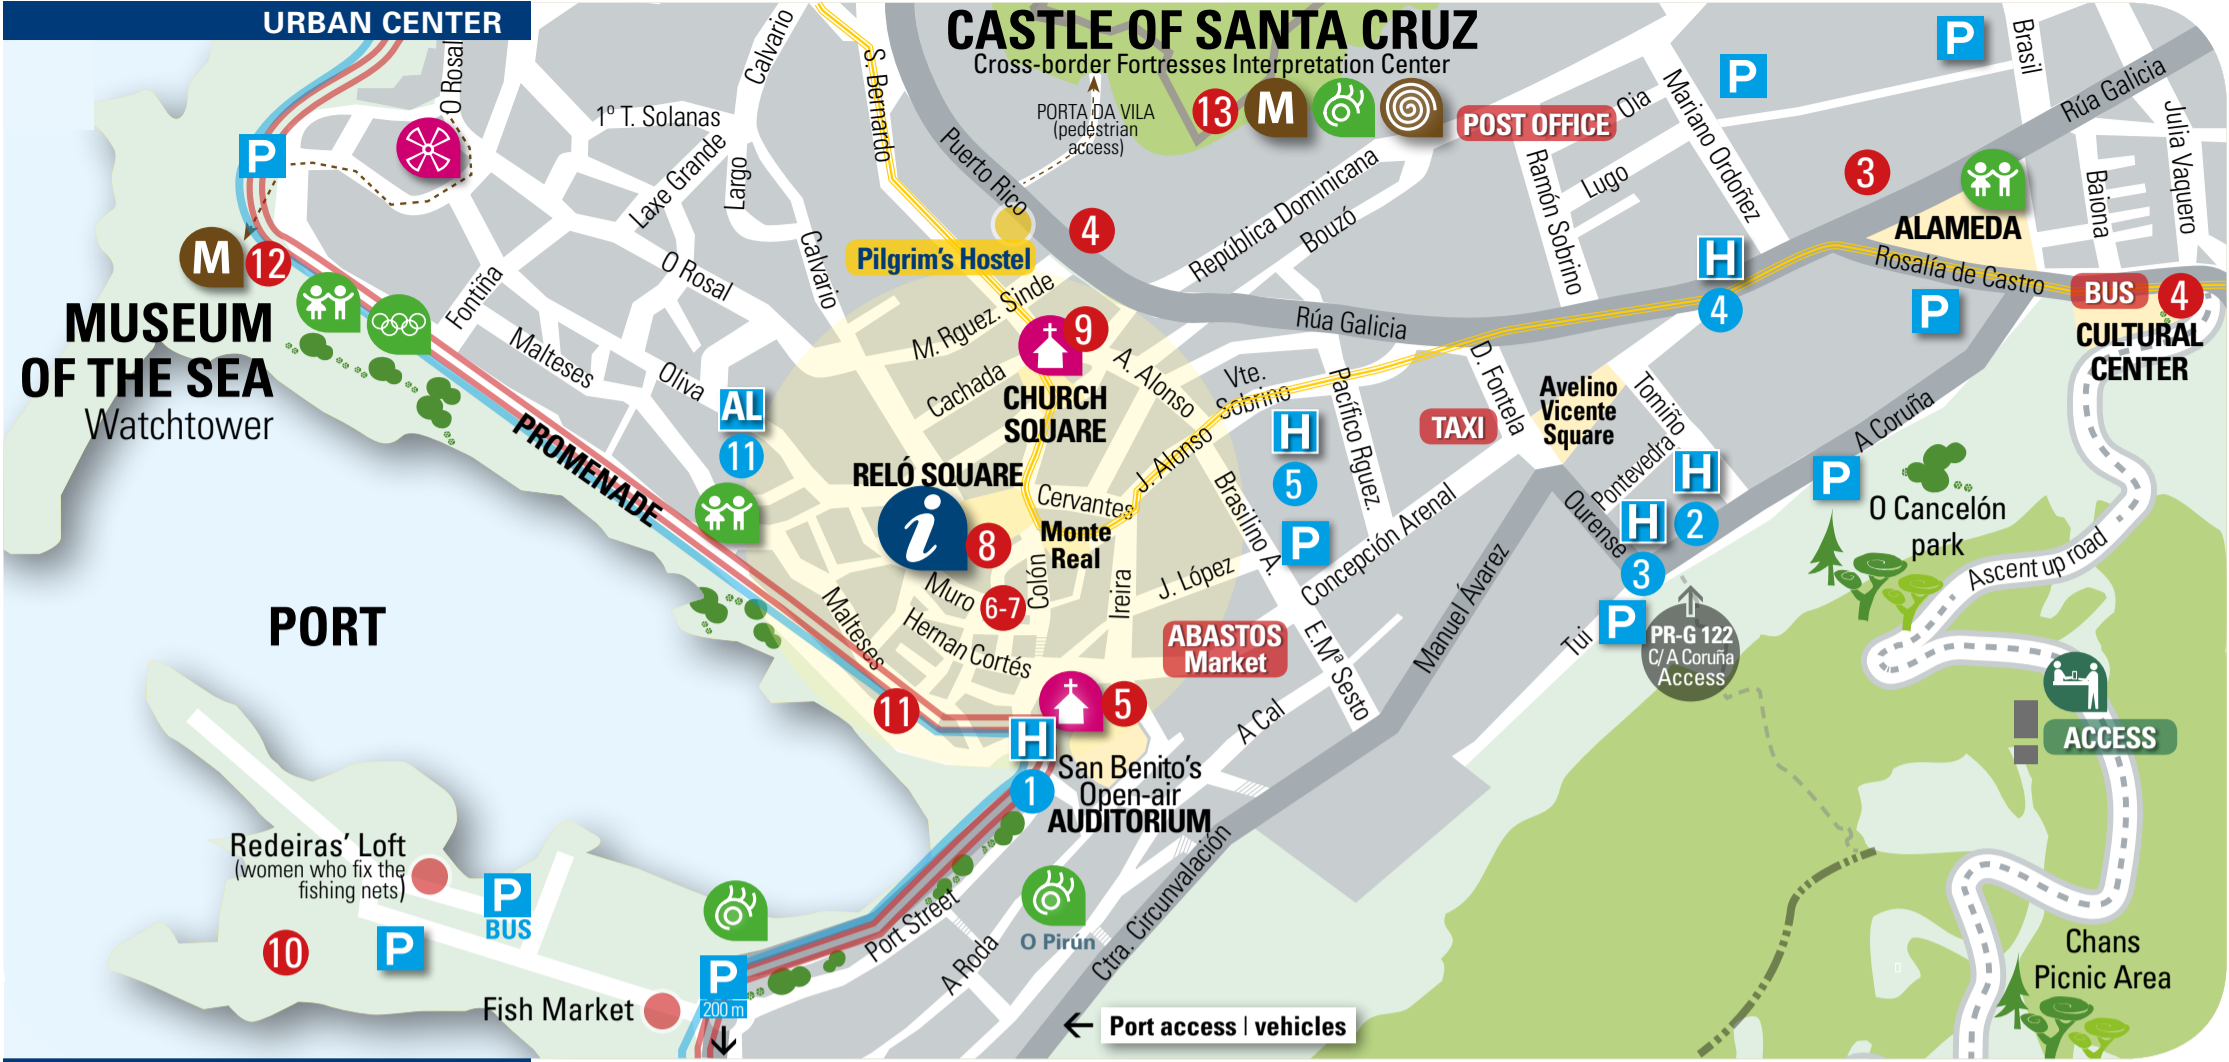 URBAN CENTER
CASTLE OF SANTA CRUZ
Cross-border Fortresses Interpretation Center
PORTA DA VILA
(pedestrian
access)
13
M
POST OFFICE
P
P
Brasil
Rúa Galicia
Julia Vaquero
Baiona
Oia
Mariano Ordoñez
Lugo
Ramón Sobrino
3
ALAMEDA
Rosalía de Castro
BUS
4
CULTURAL
CENTER
P
H
4
O Rosal
P
1º T. Solanas
Calvario
S. Bernardo
Laxe Grande
Largo
Calvario
O Rosal
Puerto Rico
4
Pilgrim's Hostel
República Dominicana
Bouzó
Rúa Galicia
M
12
MUSEUM
OF THE SEA
Watchtower
Fontiña
Malteses
Oliva
PROMENADE
AL
11
M. Rguez. Sinde
Cachada
9
CHURCH
SQUARE
A. Alonso
Vte.
Sobrino
J. Alonso
RELÓ SQUARE
i
8
Cervantes
Monte
Real
Colón
Muro
6-7
Hernan Cortés
Malteses
Ireira
J. López
Brasilino A.
H
5
P
Pacífico Rguez.
TAXI
D. Fontela
Avelino
Vicente
Square
Tomiño
Pontevedra
Ourense
H
2
H
3
P
Tui
A Coruña
P
O Cancelón
park
Ascent up road
PR-G 122
C/ A Coruña
Access
ACCESS
Concepción Arenal
Manuel Ávarez
E.Mª Sesto
ABASTOS
Market
A Cal
5
11
H
1
San Benito's
Open-air
AUDITORIUM
PORT
Redeiras' Loft
(women who fix the
fishing nets)
P
BUS
10
P
Fish Market
P
200 m
Port Street
A Roda
O Pirún
Ctra. Circunvalación
Port access | vehicles
Chans
Picnic Area